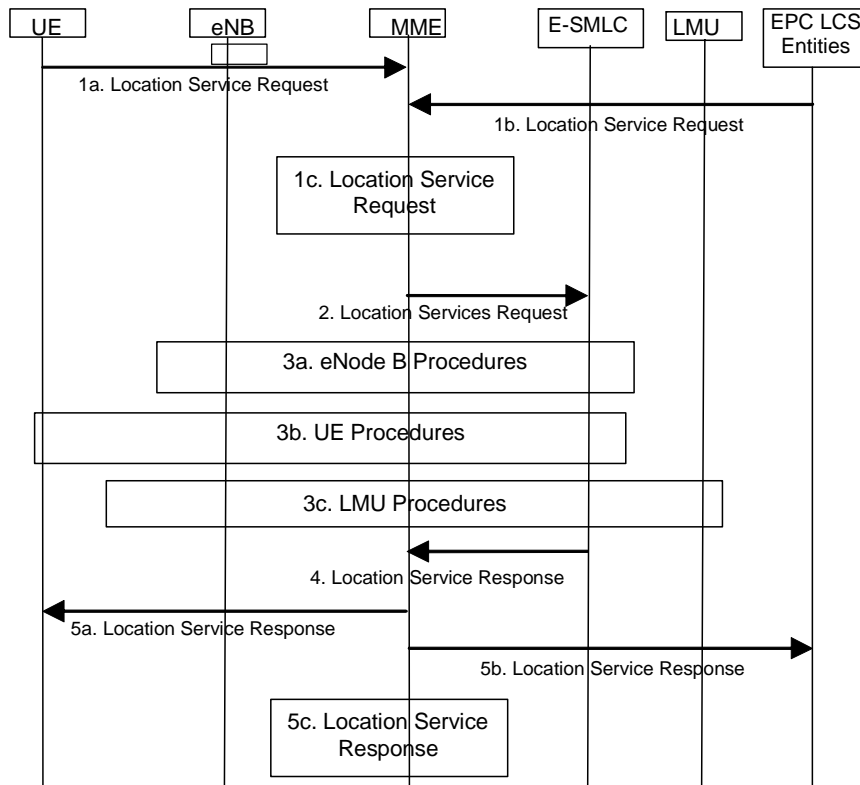 UE
eNB
MME
E-SMLC
LMU
EPC LCS
Entities
1a. Location Service Request
1b. Location Service Request
1c. Location Service
Request
2. Location Services Request
3a. eNode B Procedures
3b. UE Procedures
3c. LMU Procedures
4. Location Service Response
5a. Location Service Response
5b. Location Service Response
5c. Location Service
Response